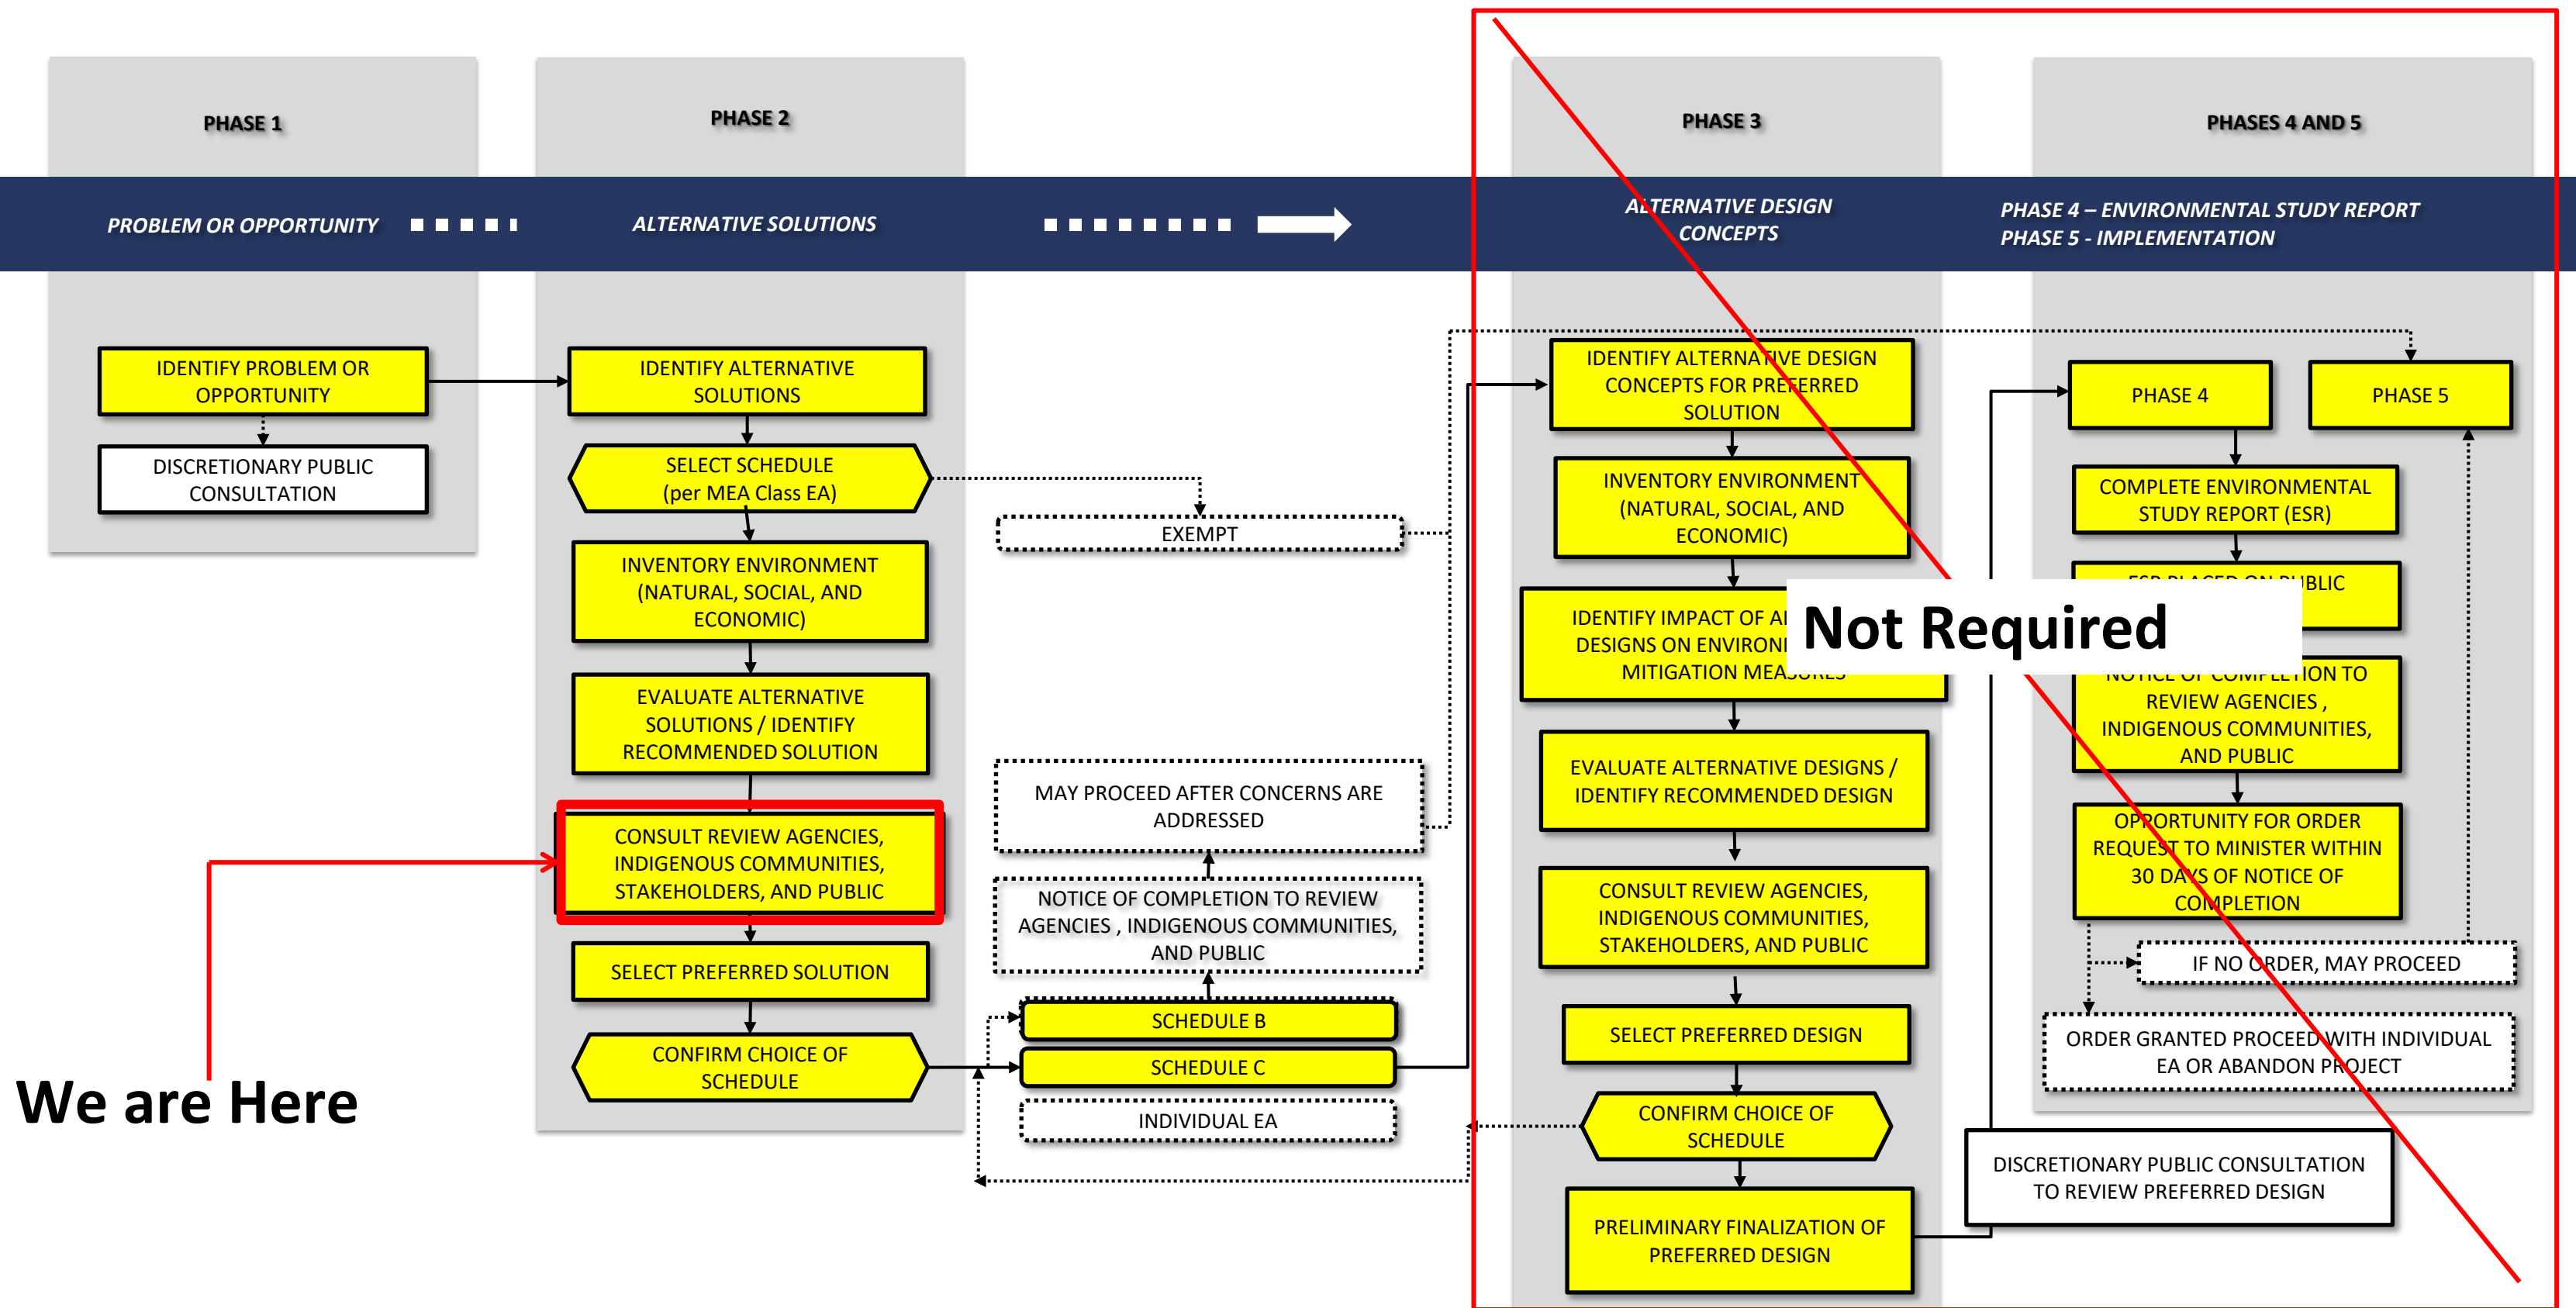 PHASE 1
PROBLEM OR OPPORTUNITY
IDENTIFY PROBLEM OR
OPPORTUNITY
DISCRETIONARY PUBLIC
CONSULTATION
PHASE 2
ALTERNATIVE SOLUTIONS
IDENTIFY ALTERNATIVE
SOLUTIONS
SELECT SCHEDULE
(per MEA Class EA)
INVENTORY ENVIRONMENT
(NATURAL, SOCIAL, AND
ECONOMIC)
EVALUATE ALTERNATIVE
SOLUTIONS / IDENTIFY
RECOMMENDED SOLUTION
CONSULT REVIEW AGENCIES,
INDIGENOUS COMMUNITIES,
STAKEHOLDERS, AND PUBLIC
SELECT PREFERRED SOLUTION
CONFIRM CHOICE OF
SCHEDULE
We are Here
EXEMPT
MAY PROCEED AFTER CONCERNS ARE
ADDRESSED
NOTICE OF COMPLETION TO REVIEW
AGENCIES , INDIGENOUS COMMUNITIES,
AND PUBLIC
SCHEDULE B
SCHEDULE C
INDIVIDUAL EA
PHASE 3
ALTERNATIVE DESIGN
CONCEPTS
IDENTIFY ALTERNATIVE DESIGN
CONCEPTS FOR PREFERRED
SOLUTION
INVENTORY ENVIRONMENT
(NATURAL, SOCIAL, AND
ECONOMIC)
IDENTIFY IMPACT OF
DESIGNS ON
MITIGATION MEASURES
Not Required
EVALUATE ALTERNATIVE DESIGNS /
IDENTIFY RECOMMENDED DESIGN
CONSULT REVIEW AGENCIES,
INDIGENOUS COMMUNITIES,
STAKEHOLDERS, AND PUBLIC
SELECT PREFERRED DESIGN
CONFIRM CHOICE OF
SCHEDULE
PRELIMINARY FINALIZATION OF
PREFERRED DESIGN
PHASES 4 AND 5
PHASE 4 – ENVIRONMENTAL STUDY REPORT
PHASE 5 - IMPLEMENTATION
PHASE 4
PHASE 5
COMPLETE ENVIRONMENTAL
STUDY REPORT (ESR)
ESR PLACED ON PUBLIC
NOTICE OF COMPLETION TO
REVIEW AGENCIES ,
INDIGENOUS COMMUNITIES,
AND PUBLIC
OPPORTUNITY FOR ORDER
REQUEST TO MINISTER WITHIN
30 DAYS OF NOTICE OF
COMPLETION
IF NO ORDER, MAY PROCEED
ORDER GRANTED PROCEED WITH INDIVIDUAL
EA OR ABANDON PROJECT
DISCRETIONARY PUBLIC CONSULTATION
TO REVIEW PREFERRED DESIGN